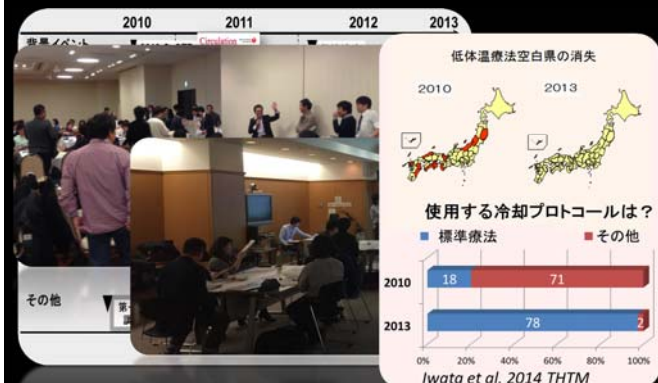 2010 2011 2012 2013
背景イベント
Circulation
低体温療法空白県の消失
2010 2013
使用する冷却プロトコールは？
標準療法 その他
2010 18 71
2013 78 2
0% 20% 40% 60% 80% 100%
Iwata et al. 2014 THTM
その他